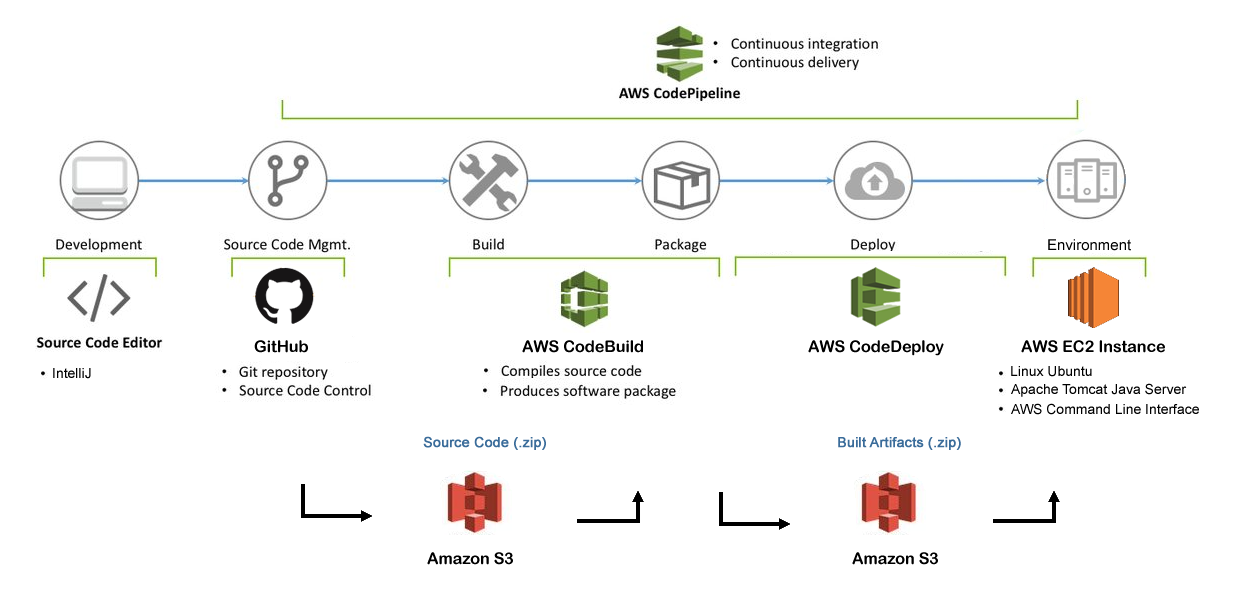 • Continuous integration
• Continuous delivery
AWS CodePipeline
Development
Source Code Mgmt.
Build
Package
Deploy
Environment
Source Code Editor
• IntelliJ
GitHub
• Git repository
• Source Code Control
AWS CodeBuild
• Compiles source code
• Produces software package
AWS CodeDeploy
AWS EC2 Instance
• Linux Ubuntu
• Apache Tomcat Java Server
• AWS Command Line Interface
Source Code (.zip)
Built Artifacts (.zip)
Amazon S3
Amazon S3